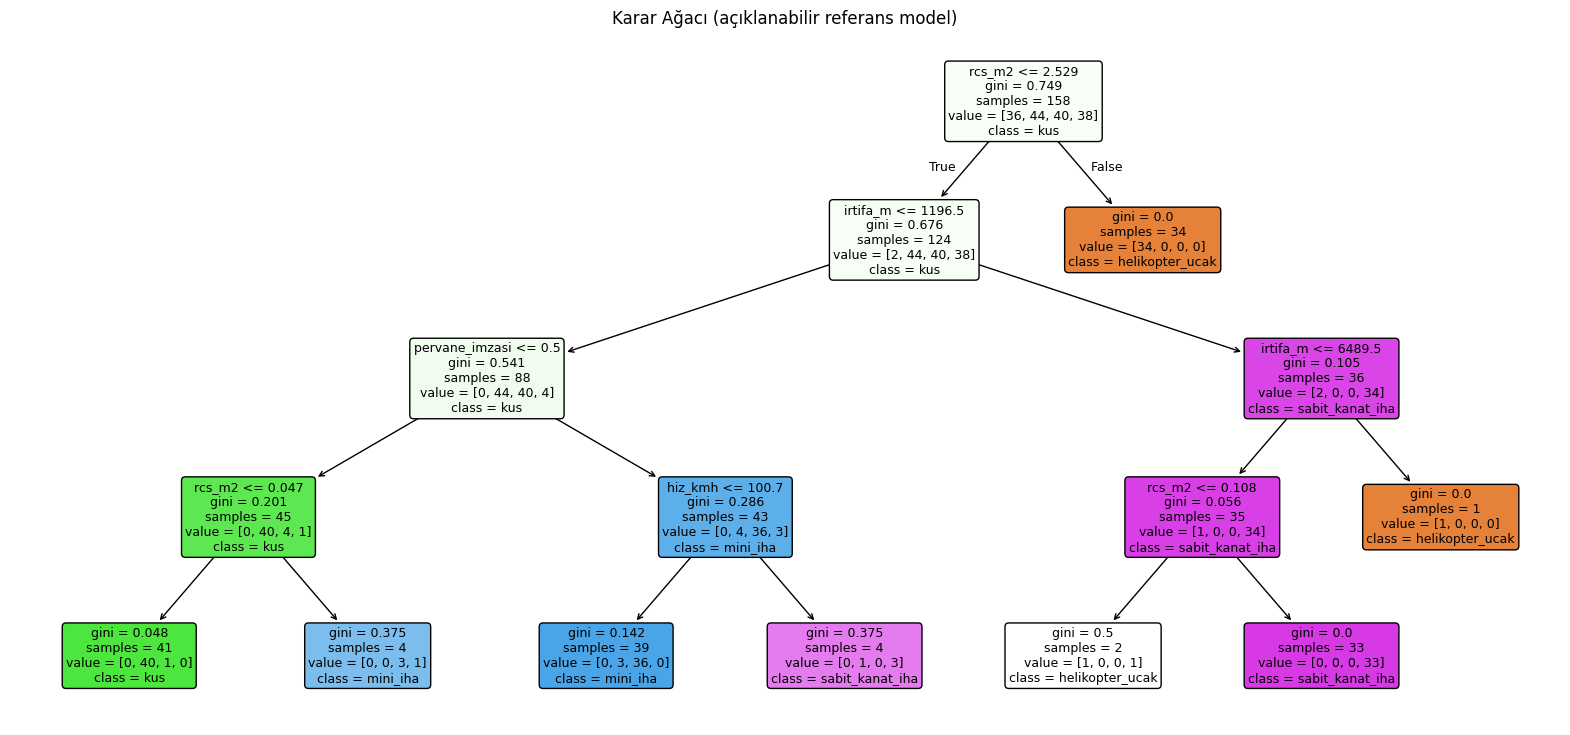 Karar Ağacı (açıklanabilir referans model)
rcs_m2 <= 2.529
gini = 0.749
samples = 158
value = [36, 44, 40, 38]
class = kus
True
False
irtifa_m <= 1196.5
gini = 0.676
samples = 124
value = [2, 44, 40, 38]
class = kus
gini = 0.0
samples = 34
value = [34, 0, 0, 0]
class = helikopter_ucak
pervane_imzasi <= 0.5
gini = 0.541
samples = 88
value = [0, 44, 40, 4]
class = kus
irtifa_m <= 6489.5
gini = 0.105
samples = 36
value = [2, 0, 0, 34]
class = sabit_kanat_iha
rcs_m2 <= 0.047
gini = 0.201
samples = 45
value = [0, 40, 4, 1]
class = kus
hiz_kmh <= 100.7
gini = 0.286
samples = 43
value = [0, 4, 36, 3]
class = mini_iha
rcs_m2 <= 0.108
gini = 0.056
samples = 35
value = [1, 0, 0, 34]
class = sabit_kanat_iha
gini = 0.0
samples = 1
value = [1, 0, 0, 0]
class = helikopter_ucak
gini = 0.048
samples = 41
value = [0, 40, 1, 0]
class = kus
gini = 0.375
samples = 4
value = [0, 0, 3, 1]
class = mini_iha
gini = 0.142
samples = 39
value = [0, 3, 36, 0]
class = mini_iha
gini = 0.375
samples = 4
value = [0, 1, 0, 3]
class = sabit_kanat_iha
gini = 0.5
samples = 2
value = [1, 0, 0, 1]
class = helikopter_ucak
gini = 0.0
samples = 33
value = [0, 0, 0, 33]
class = sabit_kanat_iha